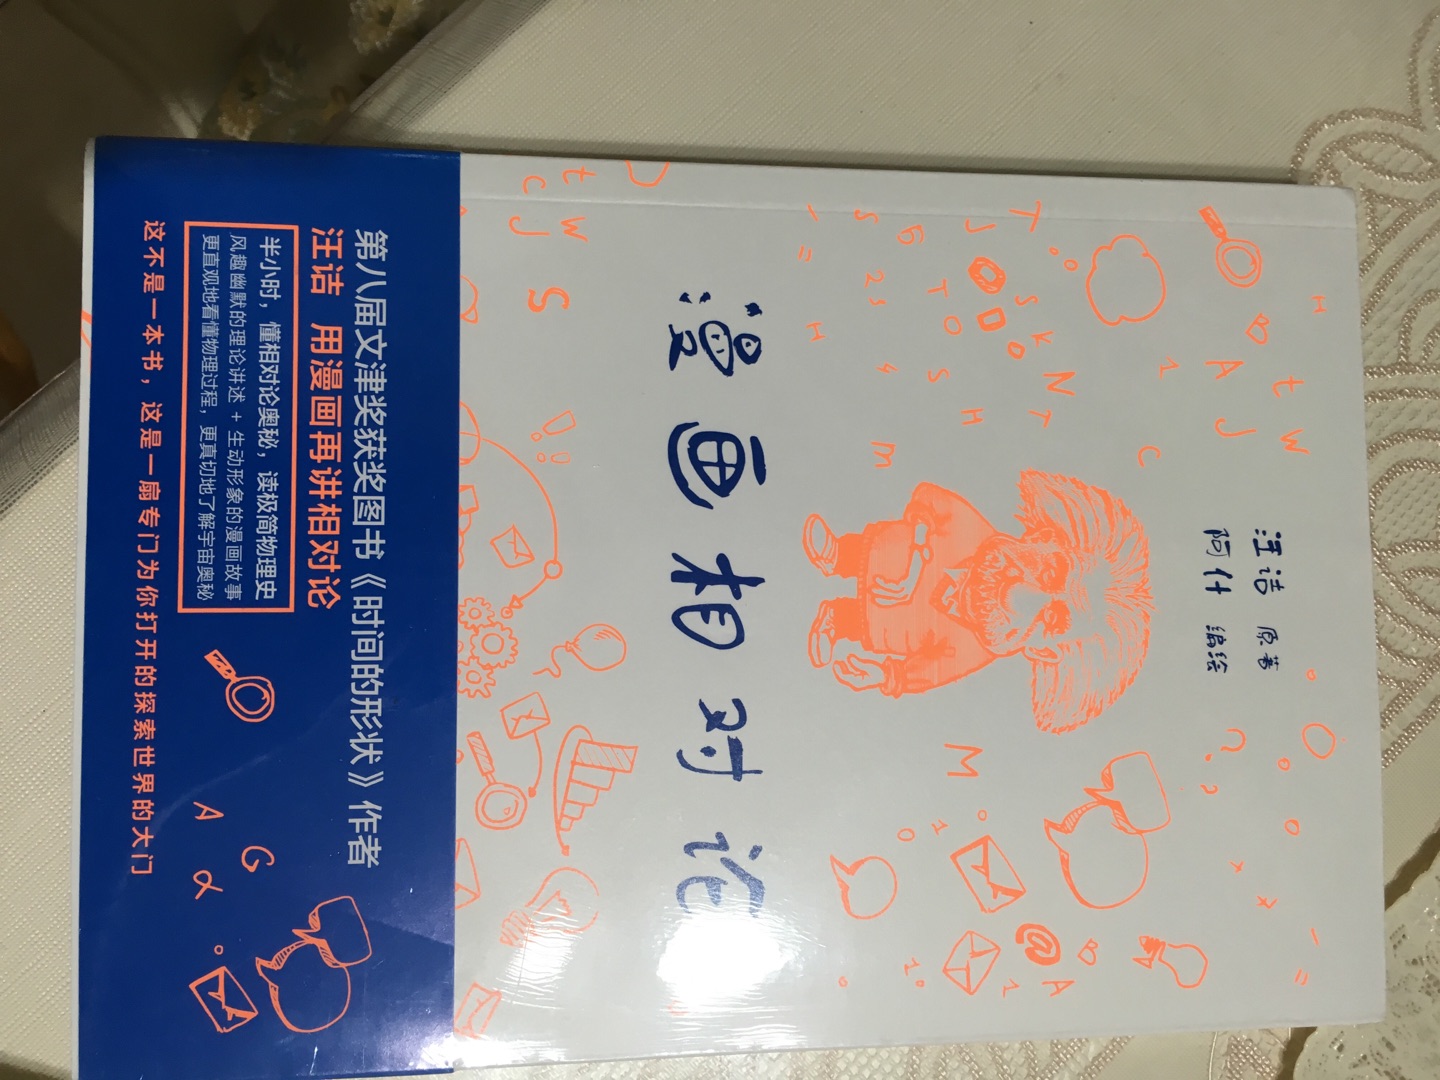 汪诘 原著
阿什 编绘
漫画相对论
第八届文津奖获奖图书《时间的形状》作者
汪诘 用漫画再讲相对论
半小时，懂相对论奥秘，读极简物理史
风趣幽默的理论讲述 + 生动形象的漫画故事
更直观地看懂物理过程，更真切地了解宇宙奥秘
这不是一本书，这是一扇专门为你打开的探索世界的大门